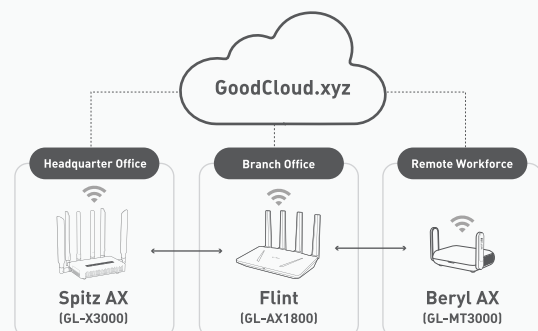 GoodCloud.xyz
Headquarter Office
Branch Office
Remote Workforce
Spitz AX
(GL-X3000)
Flint
(GL-AX1800)
Beryl AX
(GL-MT3000)